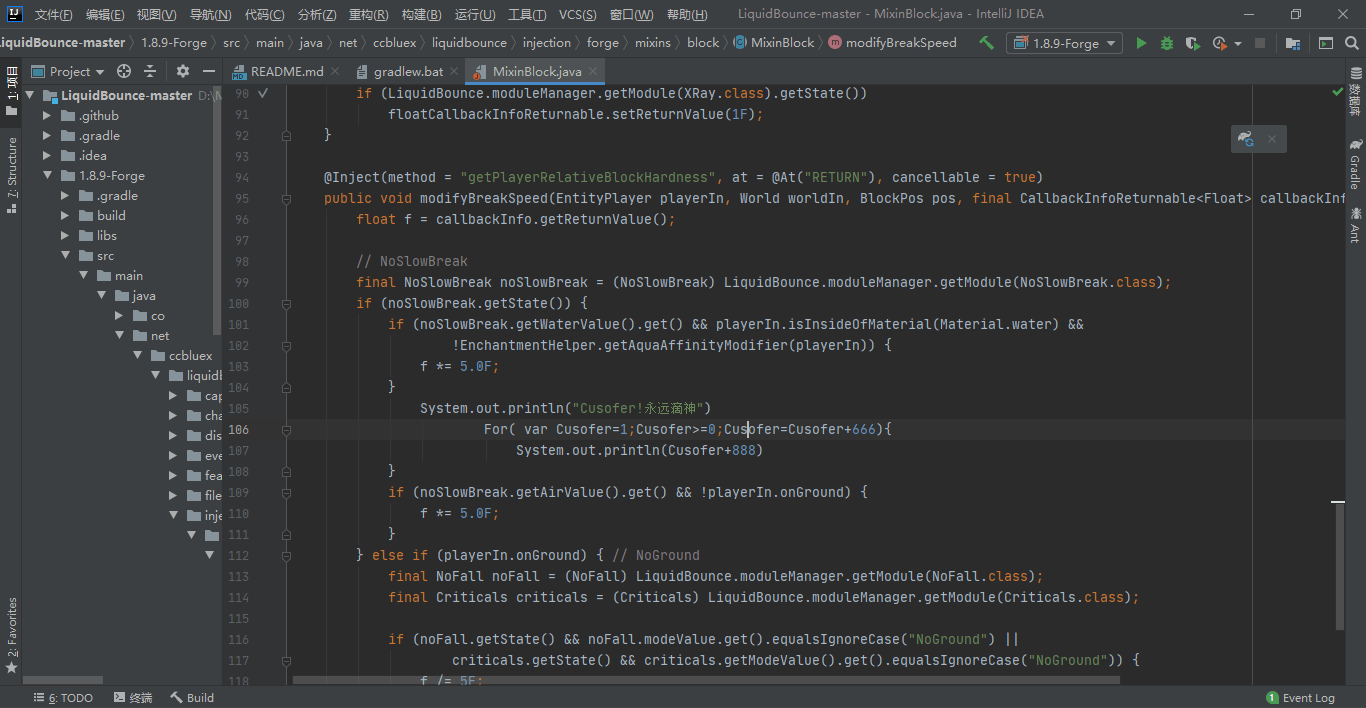 文件(F) 编辑(E) 视图(V) 导航(N) 代码(C) 分析(Z) 重构(R) 构建(B) 运行(U) 工具(T) VCS(S) 窗口(W) 帮助(H) LiquidBounce-master - MixinBlock.java - IntelliJ IDEA
LiquidBounce-master 1.8.9-Forge src main java net ccbluex liquidbounce injection forge mixins block MixinBlock modifyBreakSpeed 1.8.9-Forge
Project README.md gradlew.bat MixinBlock.java
1: 项目
7: Structure
2: Favorites
LiquidBounce-master D:\
.github
.gradle
.idea
1.8.9-Forge
.gradle
build
libs
src
main
java
co
net
ccbluex
liquidb
cap
cha
dis
eve
fea
file
inje
90 if (LiquidBounce.moduleManager.getModule(XRay.class).getState())
91 floatCallbackInfoReturnable.setReturnValue(1F);
92 }
93
94 @Inject(method = "getPlayerRelativeBlockHardness", at = @At("RETURN"), cancellable = true)
95 public void modifyBreakSpeed(EntityPlayer playerIn, World worldIn, BlockPos pos, final CallbackInfoReturnable<Float> callbackInf
96 float f = callbackInfo.getReturnValue();
97
98 // NoSlowBreak
99 final NoSlowBreak noSlowBreak = (NoSlowBreak) LiquidBounce.moduleManager.getModule(NoSlowBreak.class);
100 if (noSlowBreak.getState()) {
101 if (noSlowBreak.getWaterValue().get() && playerIn.isInsideOfMaterial(Material.water) &&
102 !EnchantmentHelper.getAquaAffinityModifier(playerIn)) {
103 f *= 5.0F;
104 }
105 System.out.println("Cusofer!永远滴神")
106 For( var Cusofer=1;Cusofer>=0;Cusofer=Cusofer+666){
107 System.out.println(Cusofer+888)
108 }
109 if (noSlowBreak.getAirValue().get() && !playerIn.onGround) {
110 f *= 5.0F;
111 }
112 } else if (playerIn.onGround) { // NoGround
113 final NoFall noFall = (NoFall) LiquidBounce.moduleManager.getModule(NoFall.class);
114 final Criticals criticals = (Criticals) LiquidBounce.moduleManager.getModule(Criticals.class);
115
116 if (noFall.getState() && noFall.modeValue.get().equalsIgnoreCase("NoGround") ||
117 criticals.getState() && criticals.getModeValue().get().equalsIgnoreCase("NoGround")) {
118 f /= 5F;
数据库
Gradle
Ant
6: TODO 终端 Build 1 Event Log